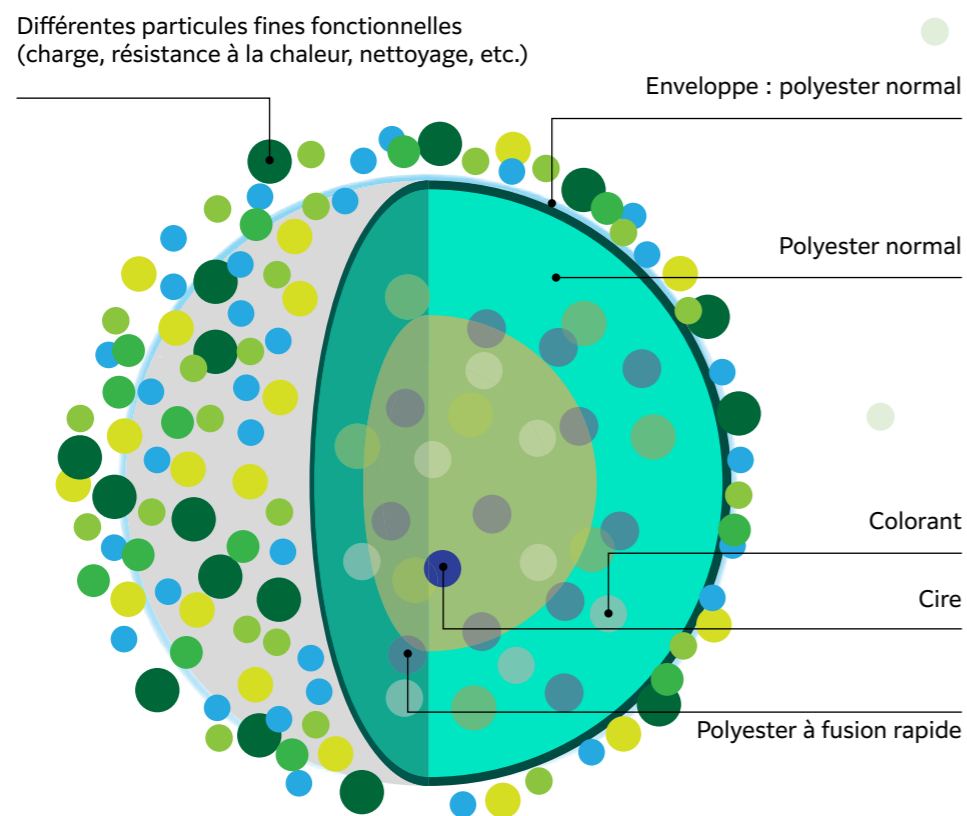 Différentes particules fines fonctionnelles
(charge, résistance à la chaleur, nettoyage, etc.)
Enveloppe : polyester normal
Polyester normal
Colorant
Cire
Polyester à fusion rapide